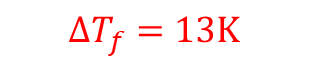 ΔT_f = 13K